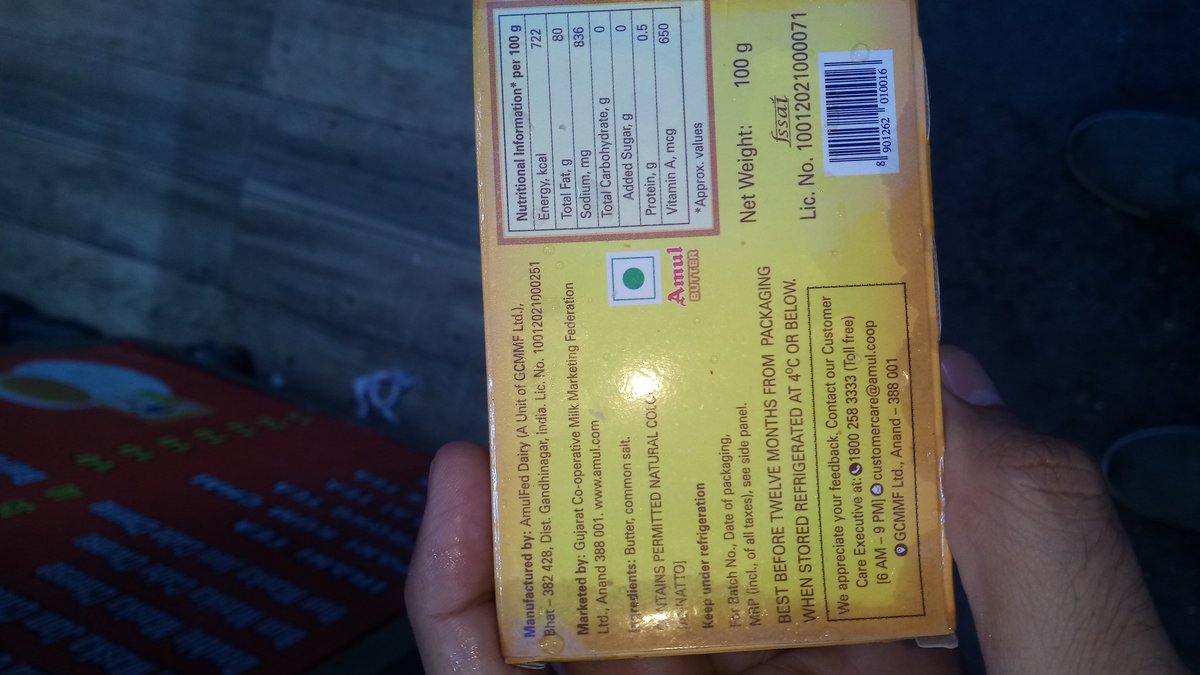 Nutritional Information* per 100 g
Energy, kcal 722
Total Fat, g 80
Sodium, mg 836
Total Carbohydrate, g 0
Added Sugar, g 0
Protein, g 0.5
Vitamin A, mcg 650
*Approx. values
Net Weight: 100 g
fssai
Lic. No. 10012021000071
8 901262 010016
Manufactured by: AmulFed Dairy (A Unit of GCMMF Ltd.),
Bhat – 382 428, Dist. Gandhinagar, India. Lic. No. 10012021000251
Marketed by: Gujarat Co-operative Milk Marketing Federation
Ltd., Anand 388 001. www.amul.com
Ingredients: Butter, common salt.
PERMITTED NATURAL
Keep under refrigeration
For Batch No., Date of packaging,
MRP (incl., of all taxes), see side panel.
BEST BEFORE TWELVE MONTHS FROM PACKAGING
WHEN STORED REFRIGERATED AT 4°C OR BELOW.
Amul
BUTTER
We appreciate your feedback, Contact our Customer
Care Executive at: 1800 258 3333 (Toll free)
[6 AM – 9 PM] customercare@amul.coop
GCMMF Ltd., Anand – 388 001